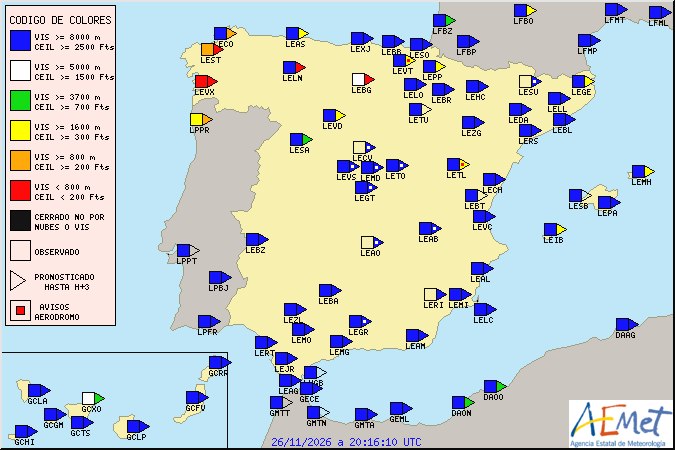 CODIGO DE COLORES
VIS >= 8000 m
CEIL >= 2500 Fts
VIS >= 5000 m
CEIL >= 1500 Fts
VIS >= 3700 m
CEIL >= 700 Fts
VIS >= 1600 m
CEIL >= 300 Fts
VIS >= 800 m
CEIL >= 200 Fts
VIS < 800 m
CEIL < 200 Fts
CERRADO NO POR
NUBES O VIS
OBSERVADO
PRONOSTICADO
HASTA H+3
AVISOS
AERODROMO
LFBO
LFMT
LFML
LFBZ
LECO
LEAS
LEXJ
LEBB
LESO
LFBP
LFMP
LEST
LEVT
LEPP
LELN
LEVX
LEBG
LELO
LEBR
LEHC
LESU
LEGE
LELL
LPPR
LEVD
LETU
LEZG
LEDA
LEBL
LERS
LESA
LECV
LEVS
LEMD
LETO
LETL
LEGT
LECH
LEMH
LEBT
LESB
LEPA
LEVC
LEIB
LEBZ
LEAO
LEAB
LPPT
LPBJ
LEAL
LEBA
LERI
LEMI
LELC
LEZL
LPFR
LEGR
LEMO
LEAM
DAAG
LERT
LEMG
LEJR
GCRR
LEAG
LXGB
GECE
DAOO
GCLA
GCXO
GCFV
GMTT
DAON
GCGM
GCTS
GMTN
GMTA
GEML
GCHI
GCLP
26/11/2026 a 20:16:10 UTC
AEMet
Agencia Estatal de Meteorología